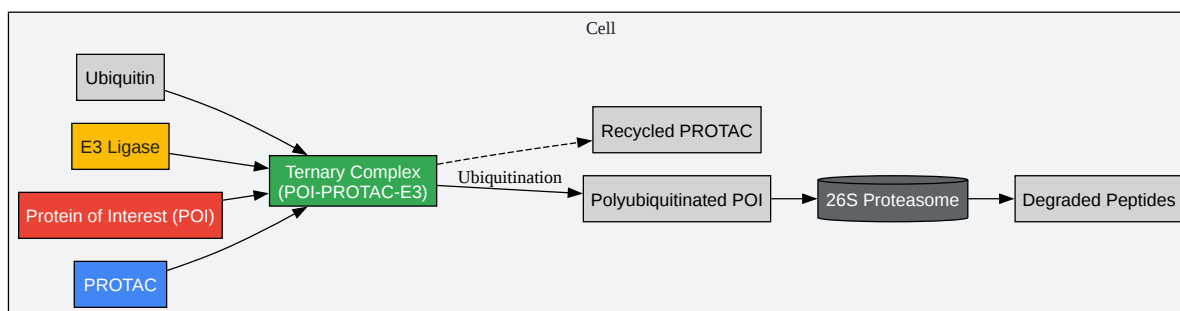 Cell
Ubiquitin
E3 Ligase
Protein of Interest (POI)
PROTAC
Ternary Complex
(POI-PROTAC-E3)
Ubiquitination
Recycled PROTAC
Polyubiquitinated POI
26S Proteasome
Degraded Peptides